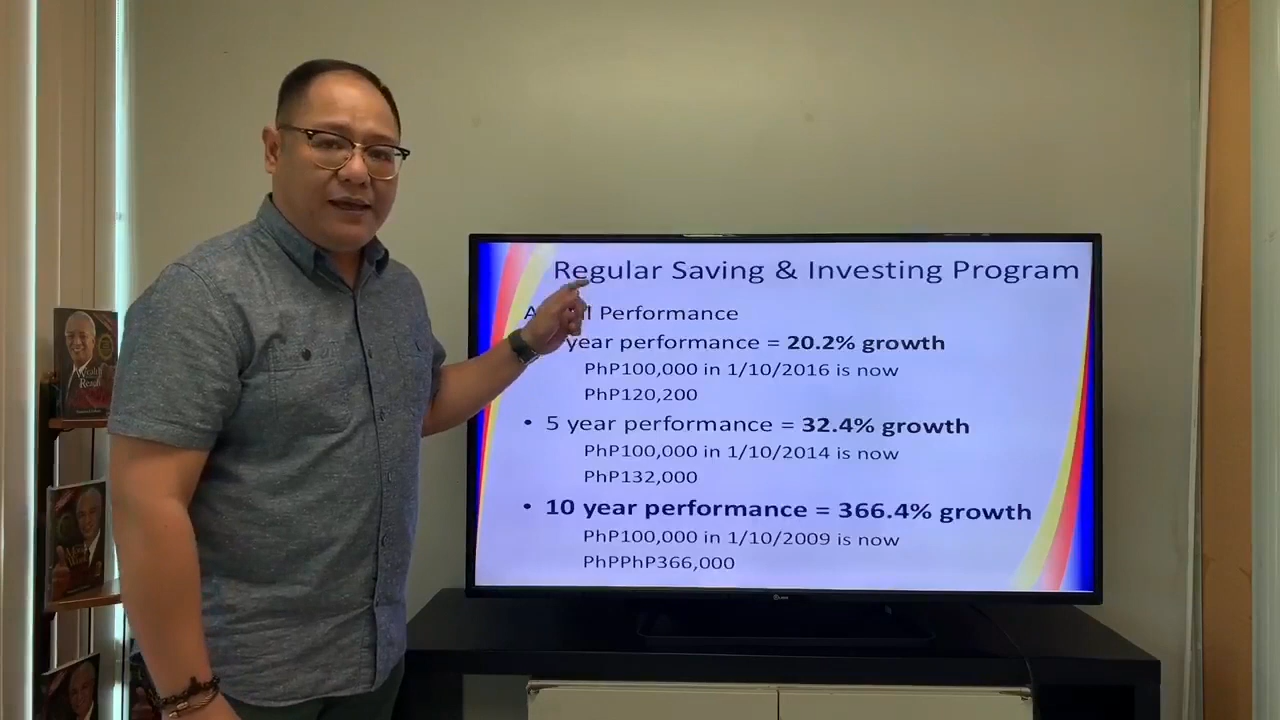 Regular Saving & Investing Program
Performance
year performance = 20.2% growth
PhP100,000 in 1/10/2016 is now
PhP120,200
• 5 year performance = 32.4% growth
PhP100,000 in 1/10/2014 is now
PhP132,000
• 10 year performance = 366.4% growth
PhP100,000 in 1/10/2009 is now
PhPPhP366,000